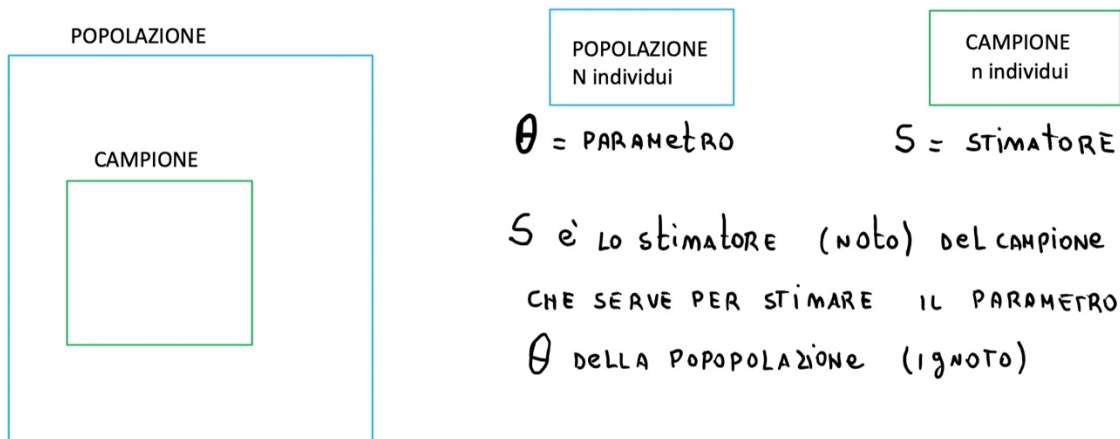 POPOLAZIONE
CAMPIONE
POPOLAZIONE
N individui
CAMPIONE
n individui
θ = PARAMETRO
S = STIMATORE
S è LO STIMATORE (NOTO) DEL CAMPIONE
CHE SERVE PER STIMARE IL PARAMETRO
θ DELLA POPOPOLAZIONE (IGNOTO)